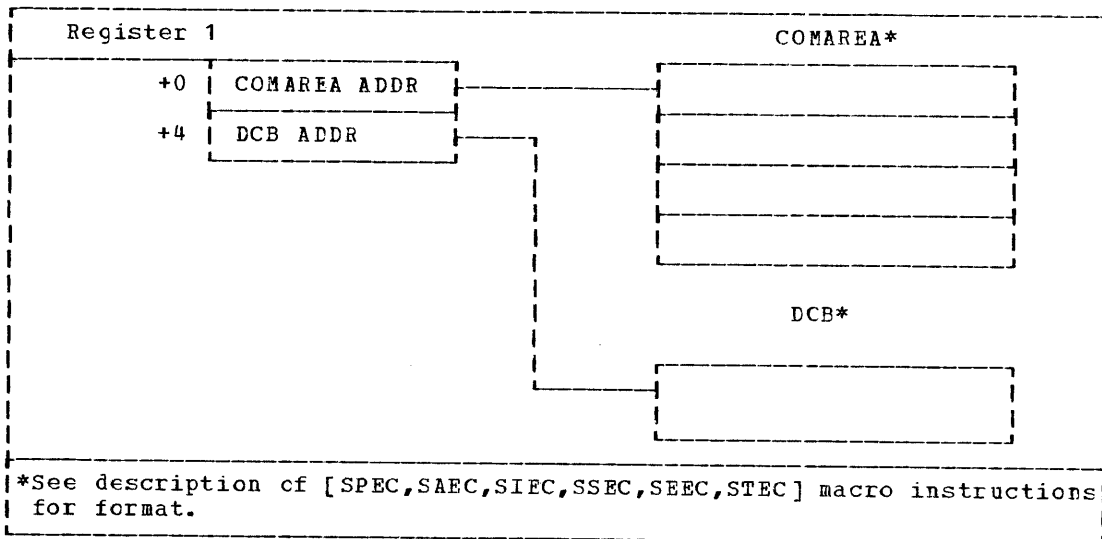 Register 1
COMAREA*
+0 COMAREA ADDR
+4 DCB ADDR
DCB*
*See description of [SPEC,SAEC,SIEC,SSEC,SEEC,STEC] macro instructions
for format.